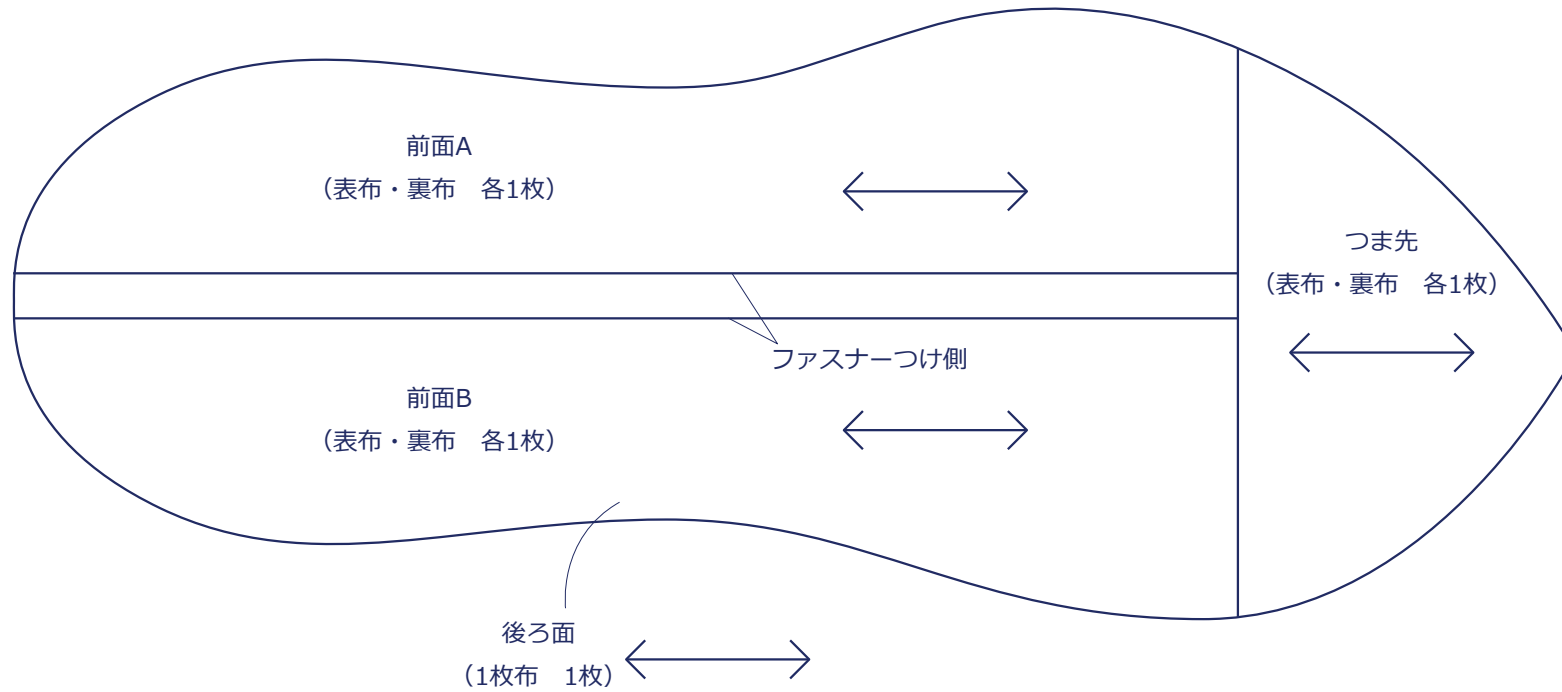 前面A
（表布・裏布　各1枚）
つま先
（表布・裏布　各1枚）
ファスナーつけ側
前面B
（表布・裏布　各1枚）
後ろ面
（1枚布　1枚）